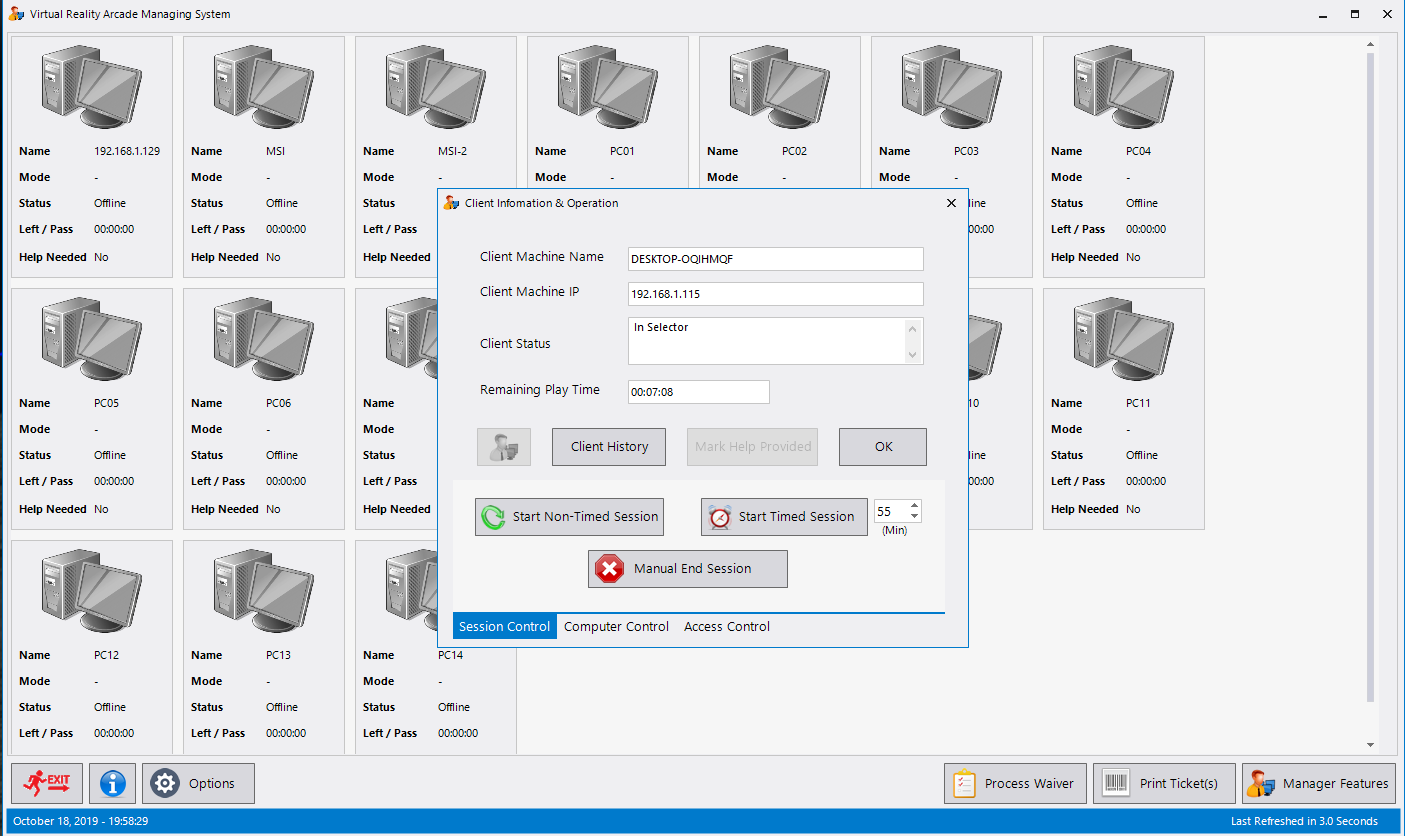 Virtual Reality Arcade Managing System
Name 192.168.1.129 Name MSI Name MSI-2 Name PC01 Name PC02 Name PC03 Name PC04
Mode - Mode - Mode - Mode - Mode - Mode - Mode -
Status Offline Status Offline Status line Status Offline
Left / Pass 00:00:00 Left / Pass 00:00:00 Left / Pass 00:00 Left / Pass 00:00:00
Help Needed No Help Needed No Help Needed Help Needed No
Client Infomation & Operation
Client Machine Name DESKTOP-OQIHMQF
Client Machine IP 192.168.1.115
Client Status In Selector
Remaining Play Time 00:07:08
Client History Mark Help Provided OK
Start Non-Timed Session Start Timed Session 55
(Min)
Manual End Session
Session Control Computer Control Access Control
Name PC05 Name PC06 Name 10 Name PC11
Mode - Mode - Mode Mode -
Status Offline Status Offline Status line Status Offline
Left / Pass 00:00:00 Left / Pass 00:00:00 Left / Pass 00:00 Left / Pass 00:00:00
Help Needed No Help Needed No Help Needed Help Needed No
Name PC12 Name PC13 Name PC14
Mode - Mode - Mode -
Status Offline Status Offline Status Offline
Left / Pass 00:00:00 Left / Pass 00:00:00 Left / Pass 00:00:00
EXIT Options Process Waiver Print Ticket(s) Manager Features
October 18, 2019 - 19:58:29 Last Refreshed in 3.0 Seconds